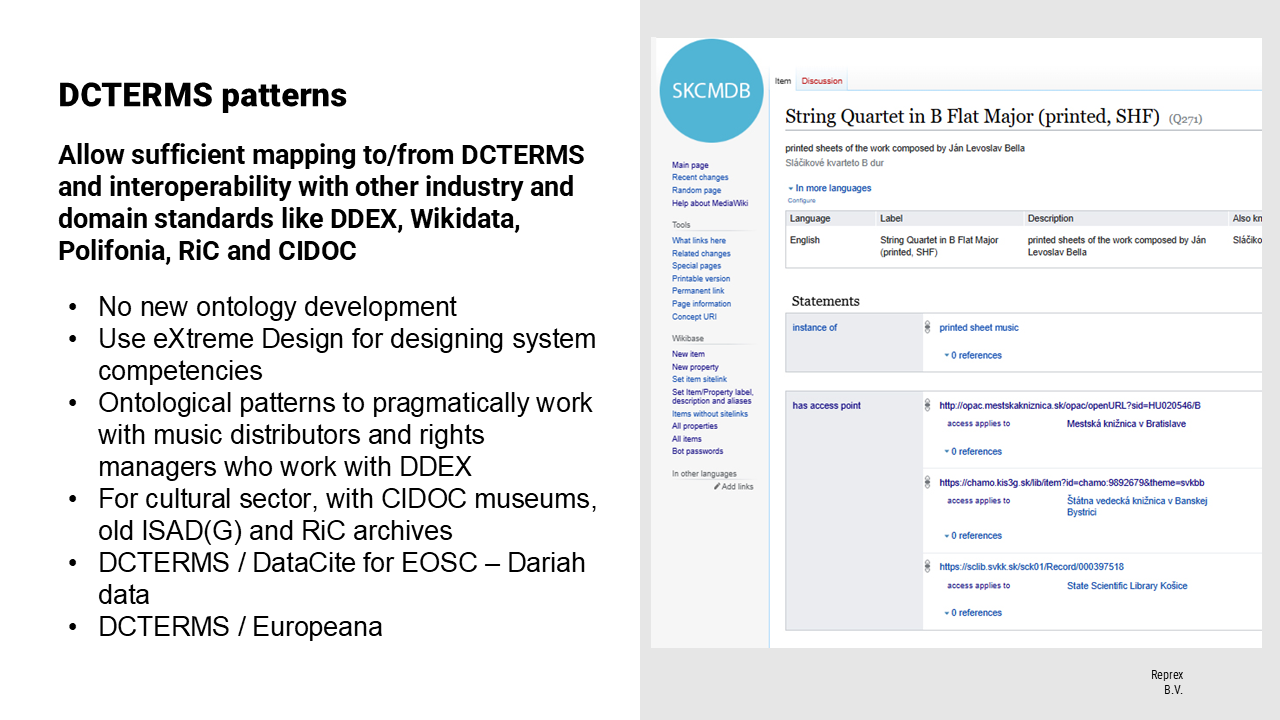 DCTERMS patterns
Allow sufficient mapping to/from DCTERMS
and interoperability with other industry and
domain standards like DDEX, Wikidata,
Polifonia, RiC and CIDOC
• No new ontology development
• Use eXtreme Design for designing system
competencies
• Ontological patterns to pragmatically work
with music distributors and rights
managers who work with DDEX
• For cultural sector, with CIDOC museums,
old ISAD(G) and RiC archives
• DCTERMS / DataCite for EOSC – Dariah
data
• DCTERMS / Europeana
SKCMDB
Main page
Recent changes
Random page
Help about MediaWiki
Tools
What links here
Related changes
Special pages
Printable version
Permanent link
Page information
Concept URI
Wikibase
New item
New property
Set item sitelink
Set Item/Property label,
description and aliases
Items without sitelinks
All properties
All items
Bot passwords
In other languages
Add links
Item Discussion
String Quartet in B Flat Major (printed, SHF) (Q271)
printed sheets of the work composed by Ján Levoslav Bella
Sláčikové kvarteto B dur
In more languages
Configure
Language Label Description Also kn
English String Quartet in B Flat Major printed sheets of the work composed by Ján Sláčiko
(printed, SHF) Levoslav Bella
Statements
instance of printed sheet music
0 references
has access point http://opac.mestskakniznica.sk/opac/openURL?sid=HU020546/B
access applies to Mestská knižnica v Bratislave
0 references
https://chamo.kis3g.sk/lib/item?id=chamo:9892679&theme=svkbb
access applies to Štátna vedecká knižnica v Banskej
Bystrici
0 references
https://sclib.svkk.sk/sck01/Record/000397518
access applies to State Scientific Library Košice
0 references
Reprex
B.V.